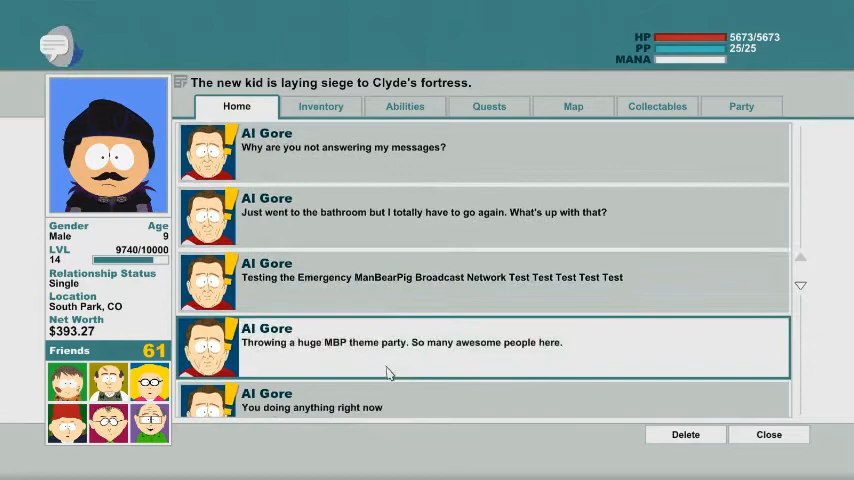 HP 5673/5673
PP 25/25
MANA
The new kid is laying siege to Clyde's fortress.
Home Inventory Abilities Quests Map Collectables Party
Al Gore
Why are you not answering my messages?
Al Gore
Just went to the bathroom but I totally have to go again. What's up with that?
Al Gore
Testing the Emergency ManBearPig Broadcast Network Test Test Test Test Test
Al Gore
Throwing a huge MBP theme party. So many awesome people here.
Al Gore
You doing anything right now
Gender Age
Male 9
LVL 9740/10000
14
Relationship Status
Single
Location
South Park, CO
Net Worth
$393.27
Friends 61
Delete Close